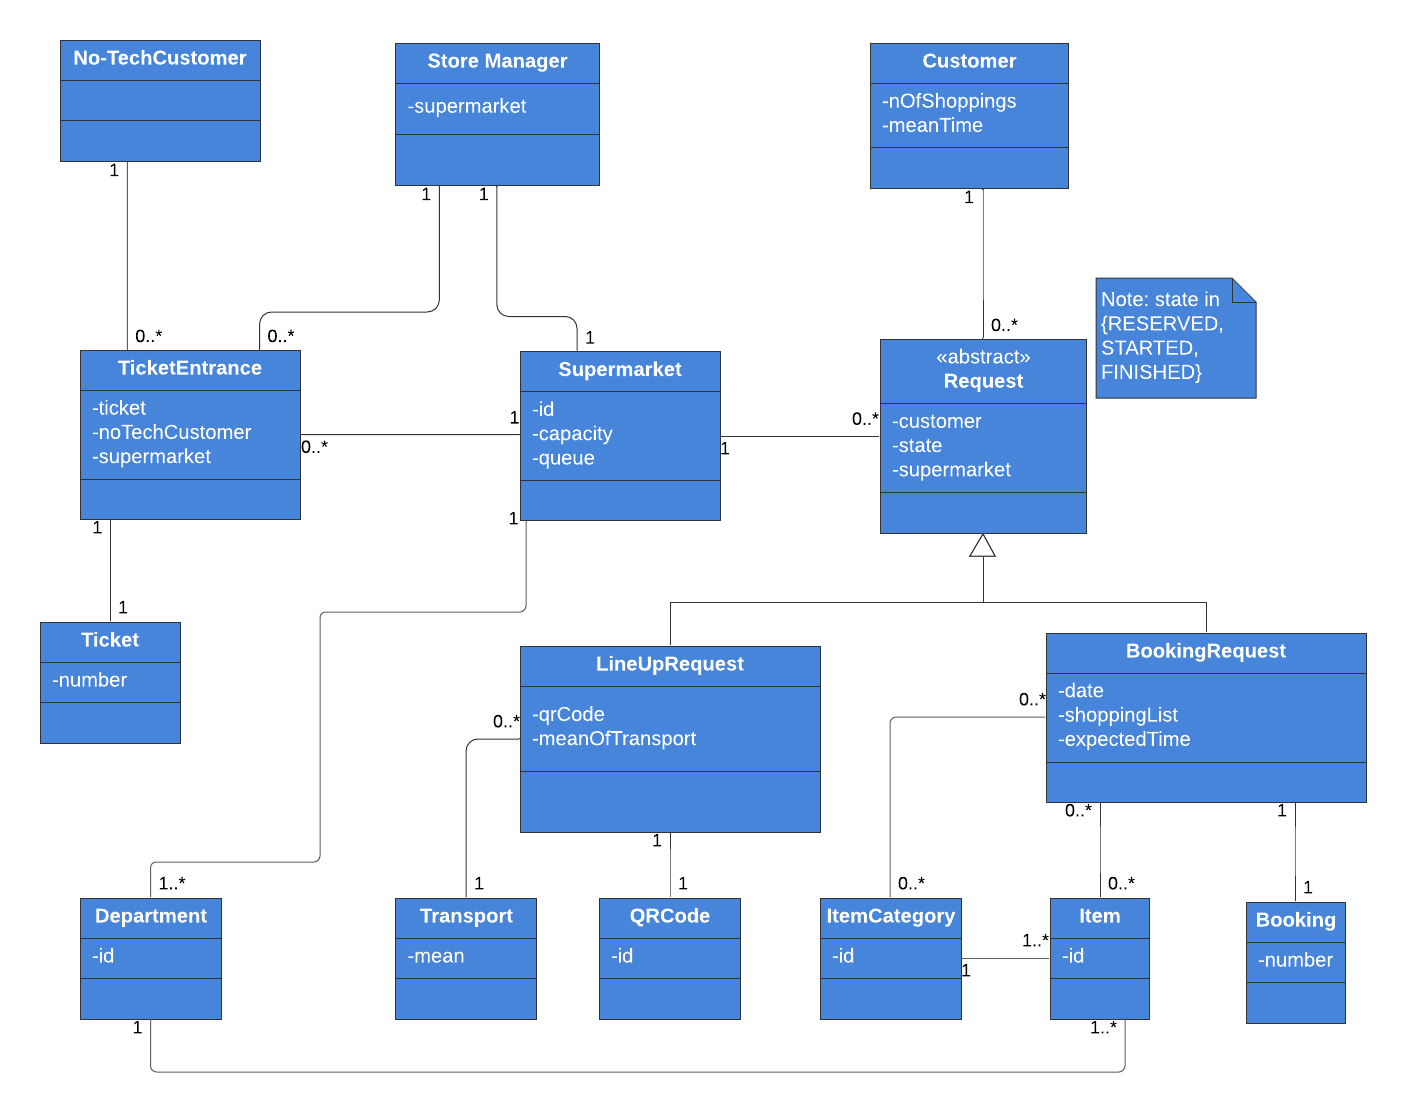 No-TechCustomer
Store Manager
-supermarket
Customer
-nOfShoppings
-meanTime
1
1
1
1
0..*
0..*
1
0..*
Note: state in
{RESERVED,
STARTED,
FINISHED}
TicketEntrance
-ticket
-noTechCustomer
-supermarket
0..*
1
Supermarket
-id
-capacity
-queue
1
0..*
«abstract»
Request
-customer
-state
-supermarket
1
1
1
Ticket
-number
LineUpRequest
-qrCode
-meanOfTransport
BookingRequest
-date
-shoppingList
-expectedTime
0..*
0..*
1
0..*
1
1..*
1
1
0..*
0..*
1
Department
-id
Transport
-mean
QRCode
-id
ItemCategory
-id
1
1..*
Item
-id
Booking
-number
1
1..*